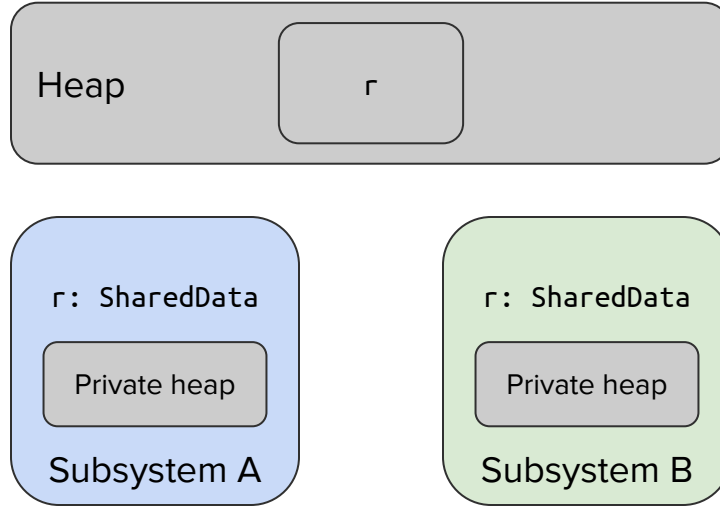 Heap
r
r: SharedData
r: SharedData
Private heap
Private heap
Subsystem A
Subsystem B